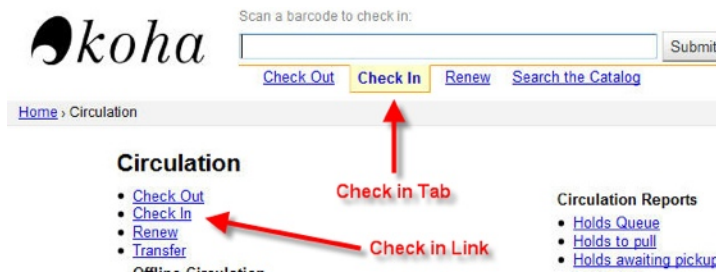 Scan a barcode to check in:
koha
Submit
Check Out Check In Renew Search the Catalog
Home › Circulation
Circulation
Check Out
Check In
Renew
Transfer
Offline Circulation
Check in Tab
Check in Link
Circulation Reports
Holds Queue
Holds to pull
Holds awaiting pickup